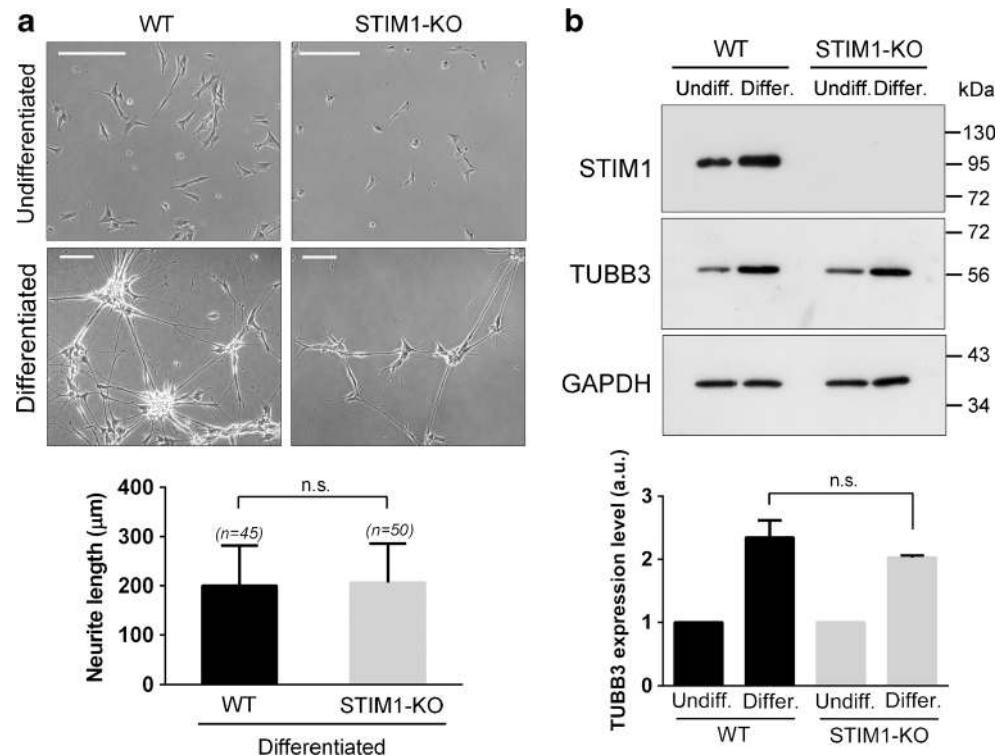 a
WT STIM1-KO
Undifferentiated
Differentiated
Neurite length (µm)
400
300
200
100
0
n.s.
(n=45) (n=50)
WT STIM1-KO
Differentiated
b
WT STIM1-KO
Undiff. Differ. Undiff. Differ. kDa
STIM1
130
95
72
TUBB3
72
56
GAPDH
43
34
TUBB3 expression level (a.u.)
3
2
1
0
n.s.
Undiff. Differ. Undiff. Differ.
WT STIM1-KO